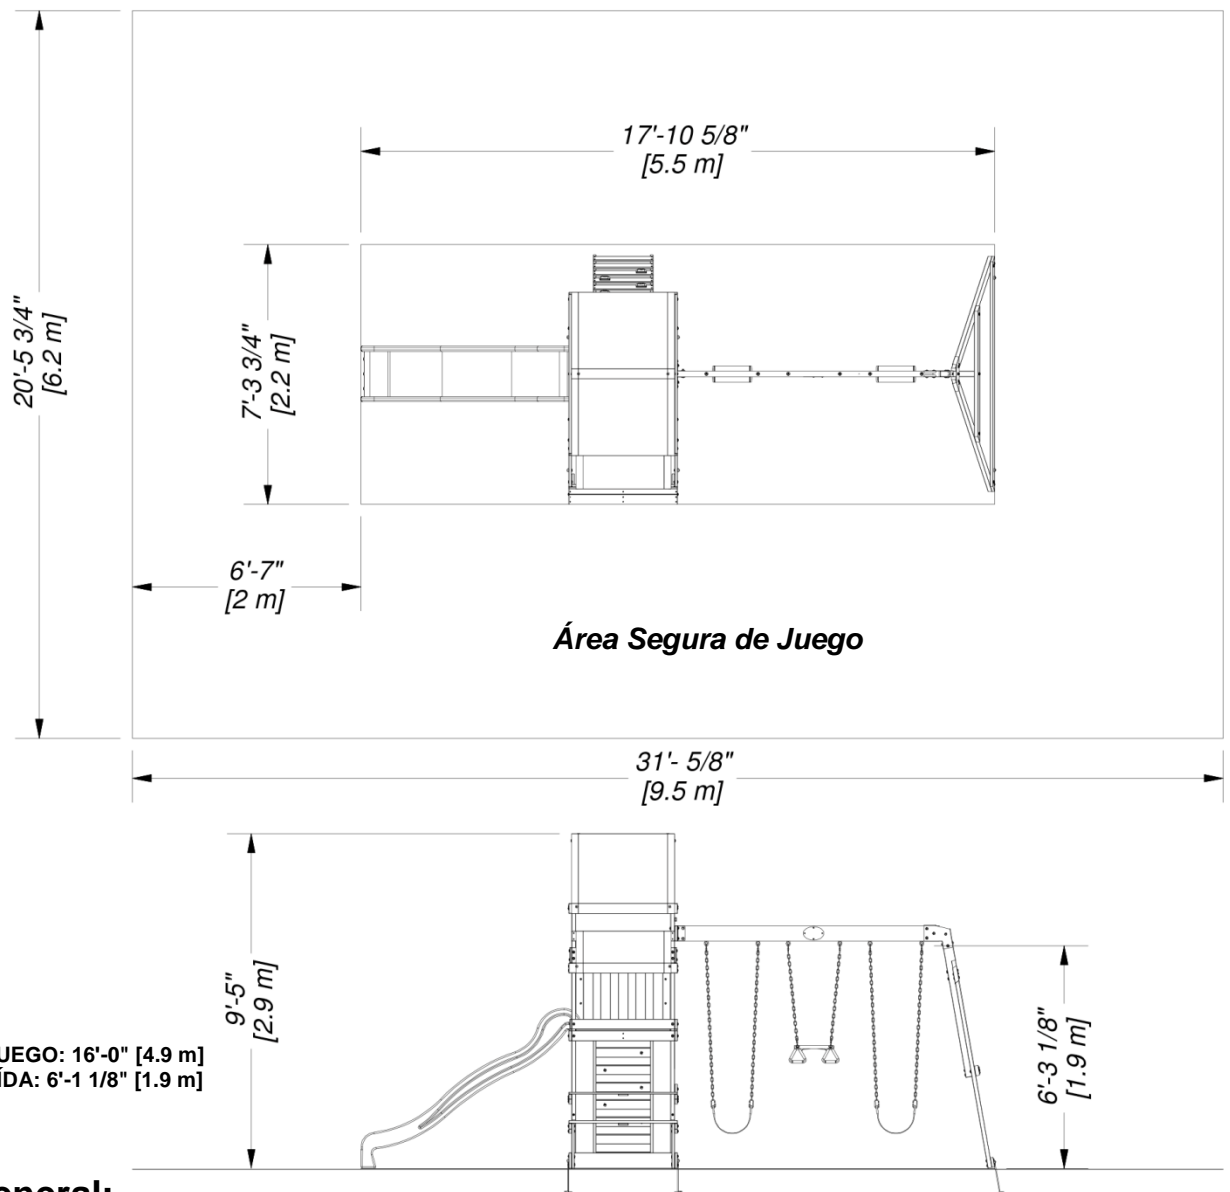 17'-10 5/8"
[5.5 m]
20'-5 3/4"
[6.2 m]
7'-3 3/4"
[2.2 m]
6'-7"
[2 m]
Área Segura de Juego
31'- 5/8"
[9.5 m]
9'-5"
[2.9 m]
6'-3 1/8"
[1.9 m]
UEGO: 16'-0" [4.9 m]
ÍDA: 6'-1 1/8" [1.9 m]